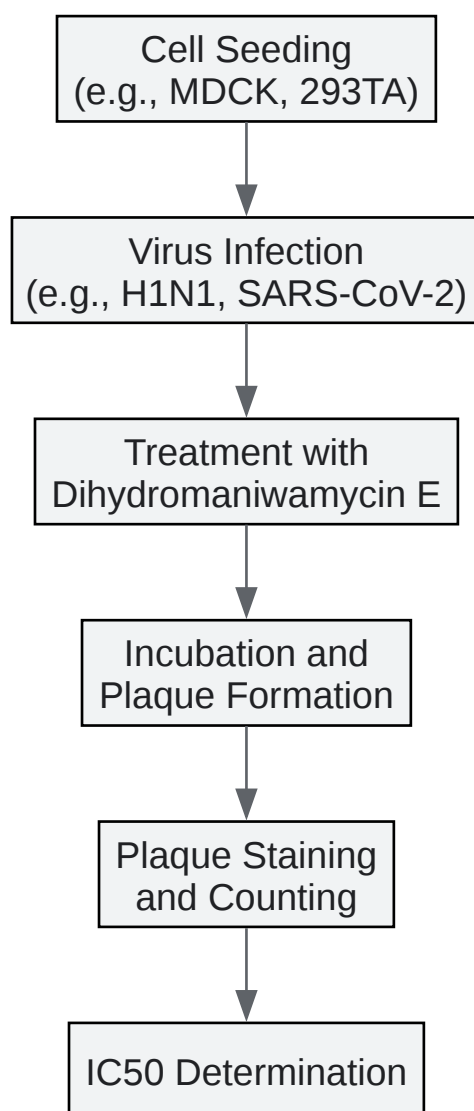 Cell Seeding
(e.g., MDCK, 293TA)
Virus Infection
(e.g., H1N1, SARS-CoV-2)
Treatment with
Dihydromaniwamycin E
Incubation and
Plaque Formation
Plaque Staining
and Counting
IC50 Determination